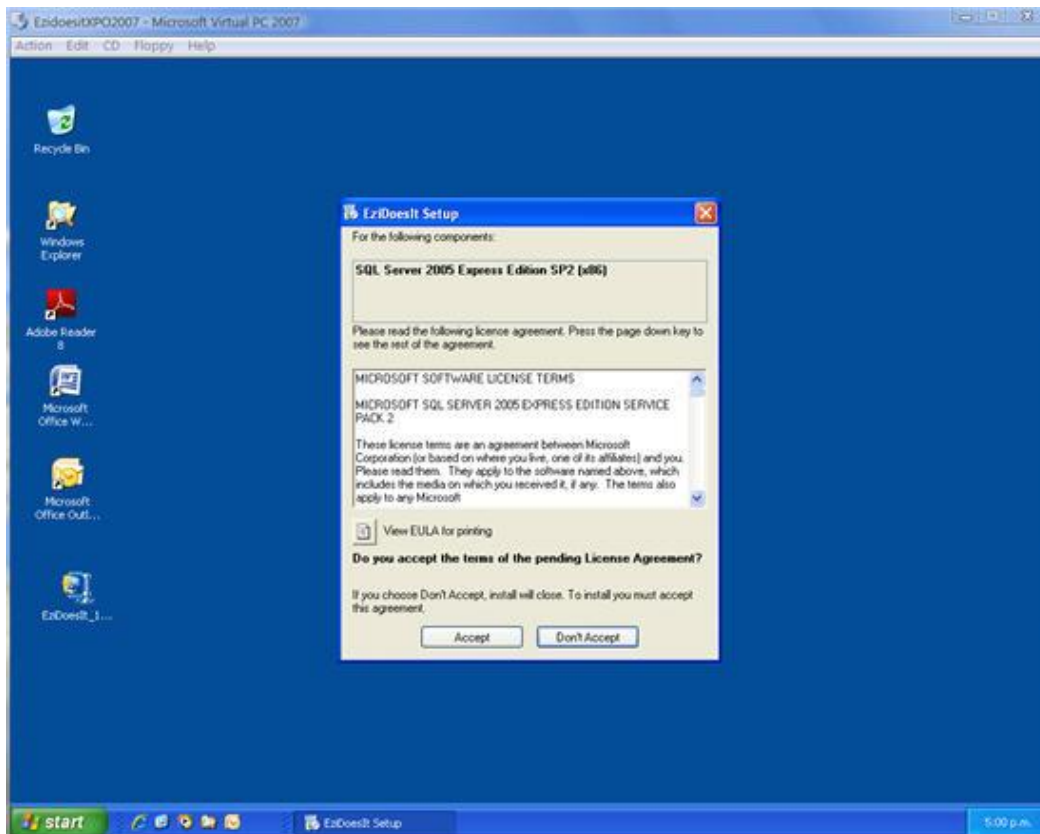 EzidoesitXPO2007 - Microsoft Virtual PC 2007
Action Edit CD Floppy Help
Recycle Bin
Windows
Explorer
Adobe Reader
8
Microsoft
Office W...
Microsoft
Office Outl...
EziDoesIt_1...
EziDoesIt Setup
For the following components:
SQL Server 2005 Express Edition SP2 (x86)
Please read the following license agreement. Press the page down key to
see the rest of the agreement.
MICROSOFT SOFTWARE LICENSE TERMS
MICROSOFT SQL SERVER 2005 EXPRESS EDITION SERVICE
PACK 2
These license terms are an agreement between Microsoft
Corporation (or based on where you live, one of its affiliates) and you.
Please read them. They apply to the software named above, which
includes the media on which you received it, if any. The terms also
apply to any Microsoft
View EULA for printing
Do you accept the terms of the pending License Agreement?
If you choose Don't Accept, install will close. To install you must accept
this agreement.
Accept
Don't Accept
start
EziDoesIt Setup
5:00 p.m.